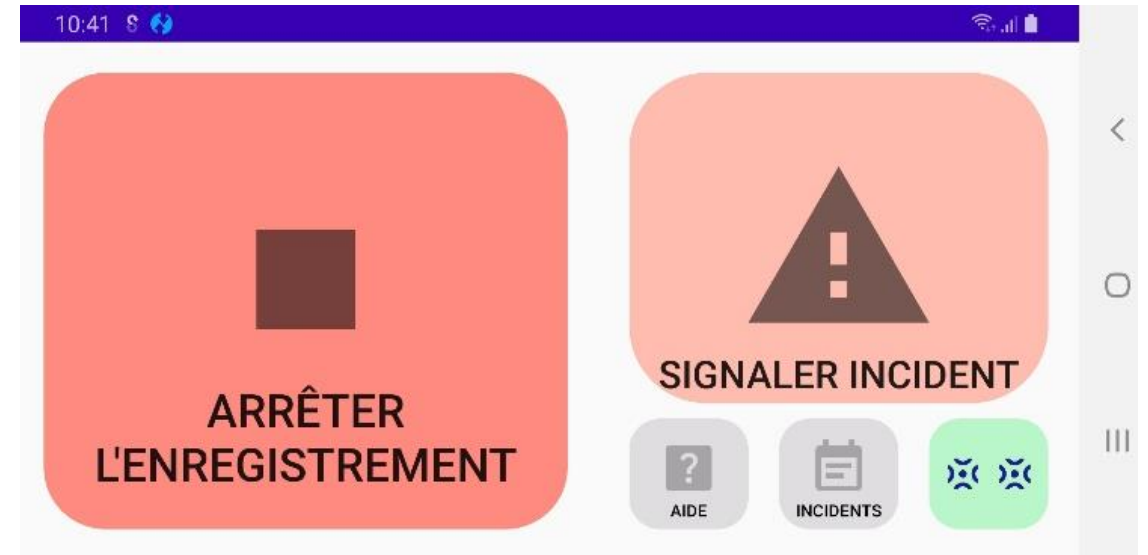 10:41
ARRÊTER
L'ENREGISTREMENT
SIGNALER INCIDENT
AIDE
INCIDENTS